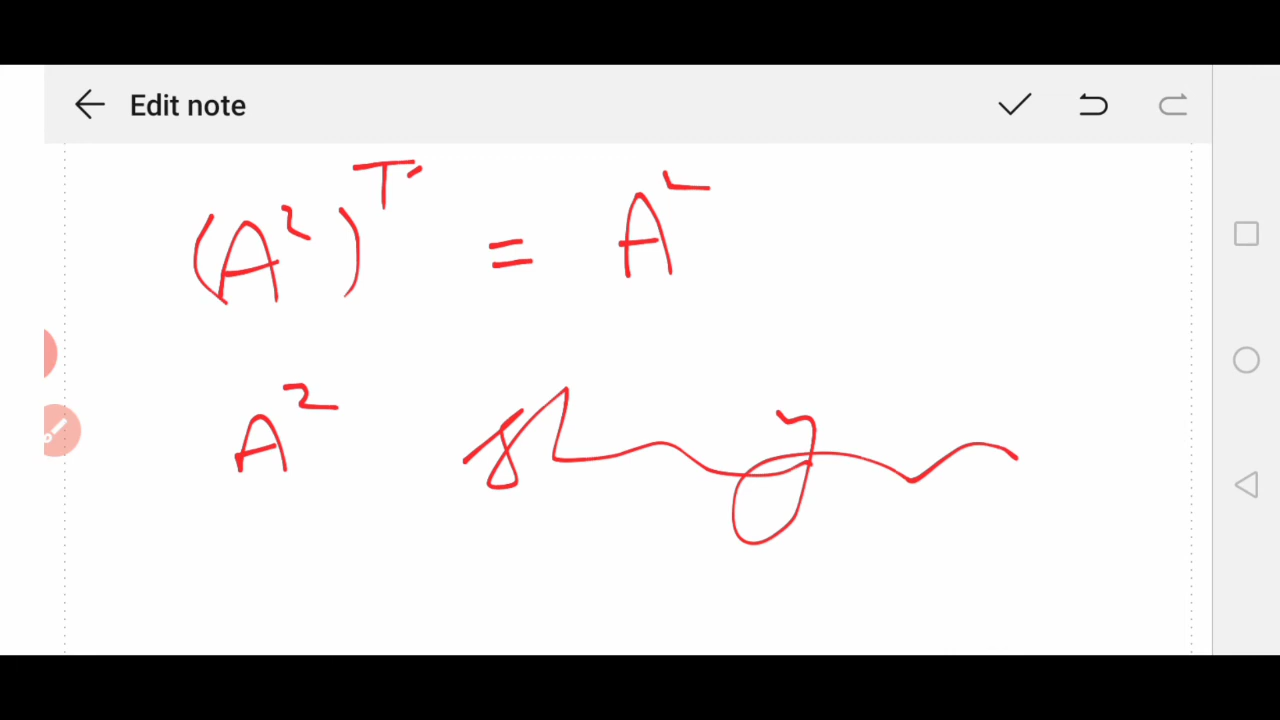 Edit note
(A²)ᵀ = A²
A²